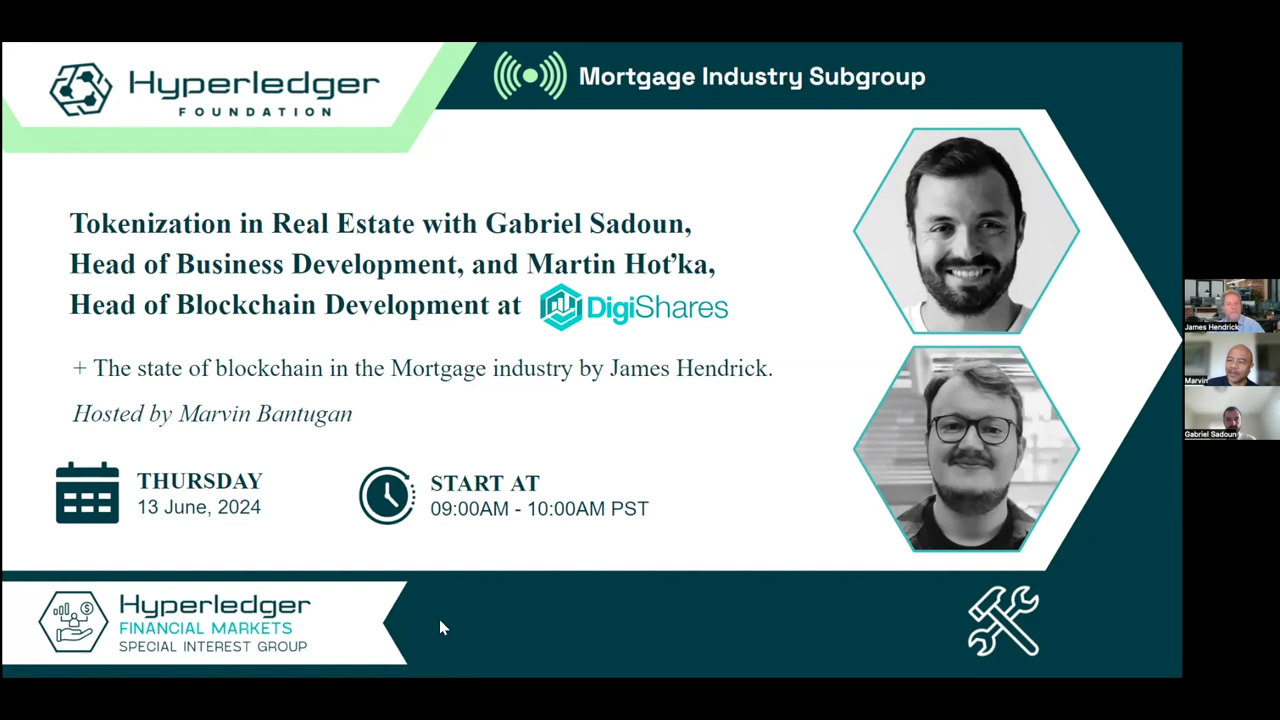 Hyperledger
FOUNDATION
Mortgage Industry Subgroup
Tokenization in Real Estate with Gabriel Sadoun,
Head of Business Development, and Martin Hoťka,
Head of Blockchain Development at DigiShares
+ The state of blockchain in the Mortgage industry by James Hendrick.
Hosted by Marvin Bantugan
THURSDAY
13 June, 2024
START AT
09:00AM - 10:00AM PST
Hyperledger
FINANCIAL MARKETS
SPECIAL INTEREST GROUP
James Hendrick
Marvin
Gabriel Sadoun